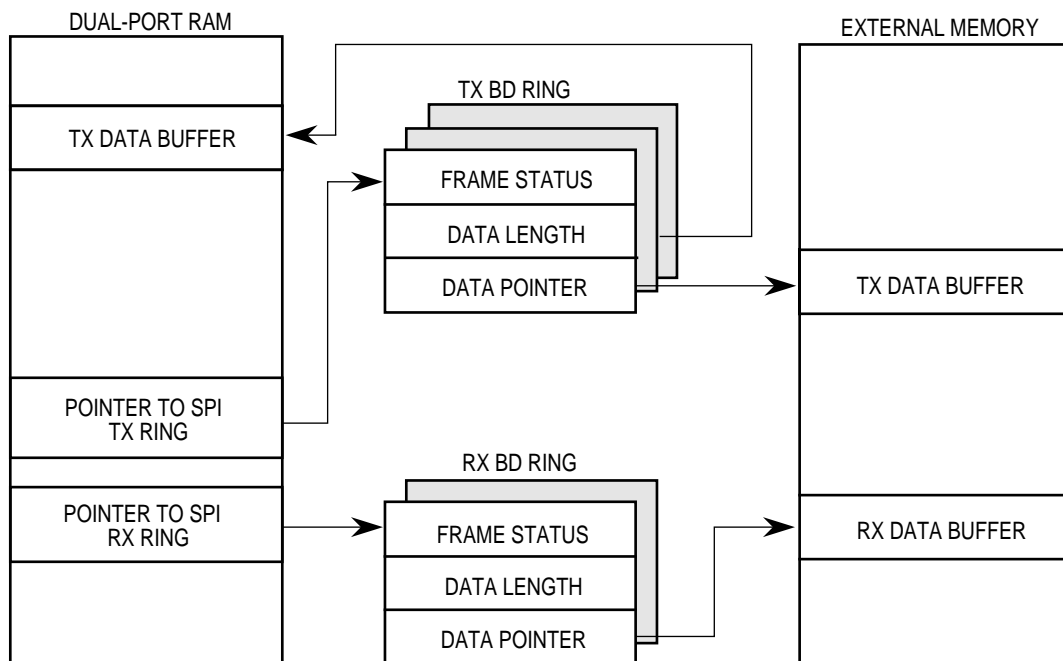 DUAL-PORT RAM
TX DATA BUFFER
POINTER TO SPI
TX RING
POINTER TO SPI
RX RING
TX BD RING
FRAME STATUS
DATA LENGTH
DATA POINTER
RX BD RING
FRAME STATUS
DATA LENGTH
DATA POINTER
EXTERNAL MEMORY
TX DATA BUFFER
RX DATA BUFFER